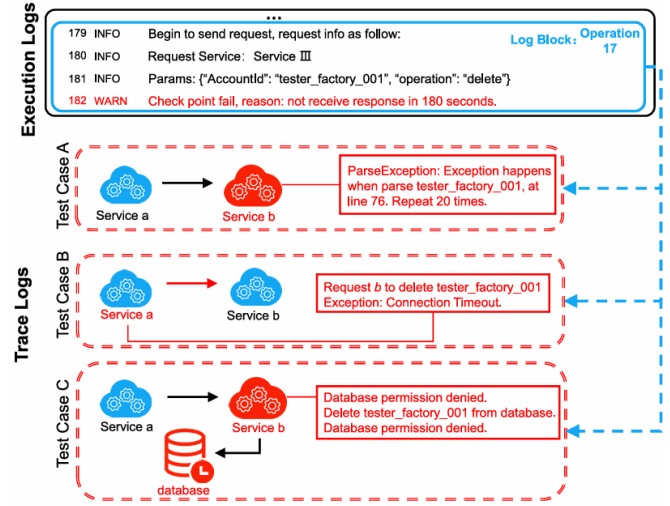 Execution Logs
...
179 INFO Begin to send request, request info as follow:
Log Block: Operation 17
180 INFO Request Service: Service Ⅲ
181 INFO Params: {“AccountId”: “tester_factory_001”, “operation”: “delete”}
182 WARN Check point fail, reason: not receive response in 180 seconds.
Trace Logs
Test Case A
Service a
Service b
ParseException: Exception happens
when parse tester_factory_001, at
line 76. Repeat 20 times.
Test Case B
Service a
Service b
Request b to delete tester_factory_001
Exception: Connection Timeout.
Test Case C
Service a
Service b
database
Database permission denied.
Delete tester_factory_001 from database.
Database permission denied.